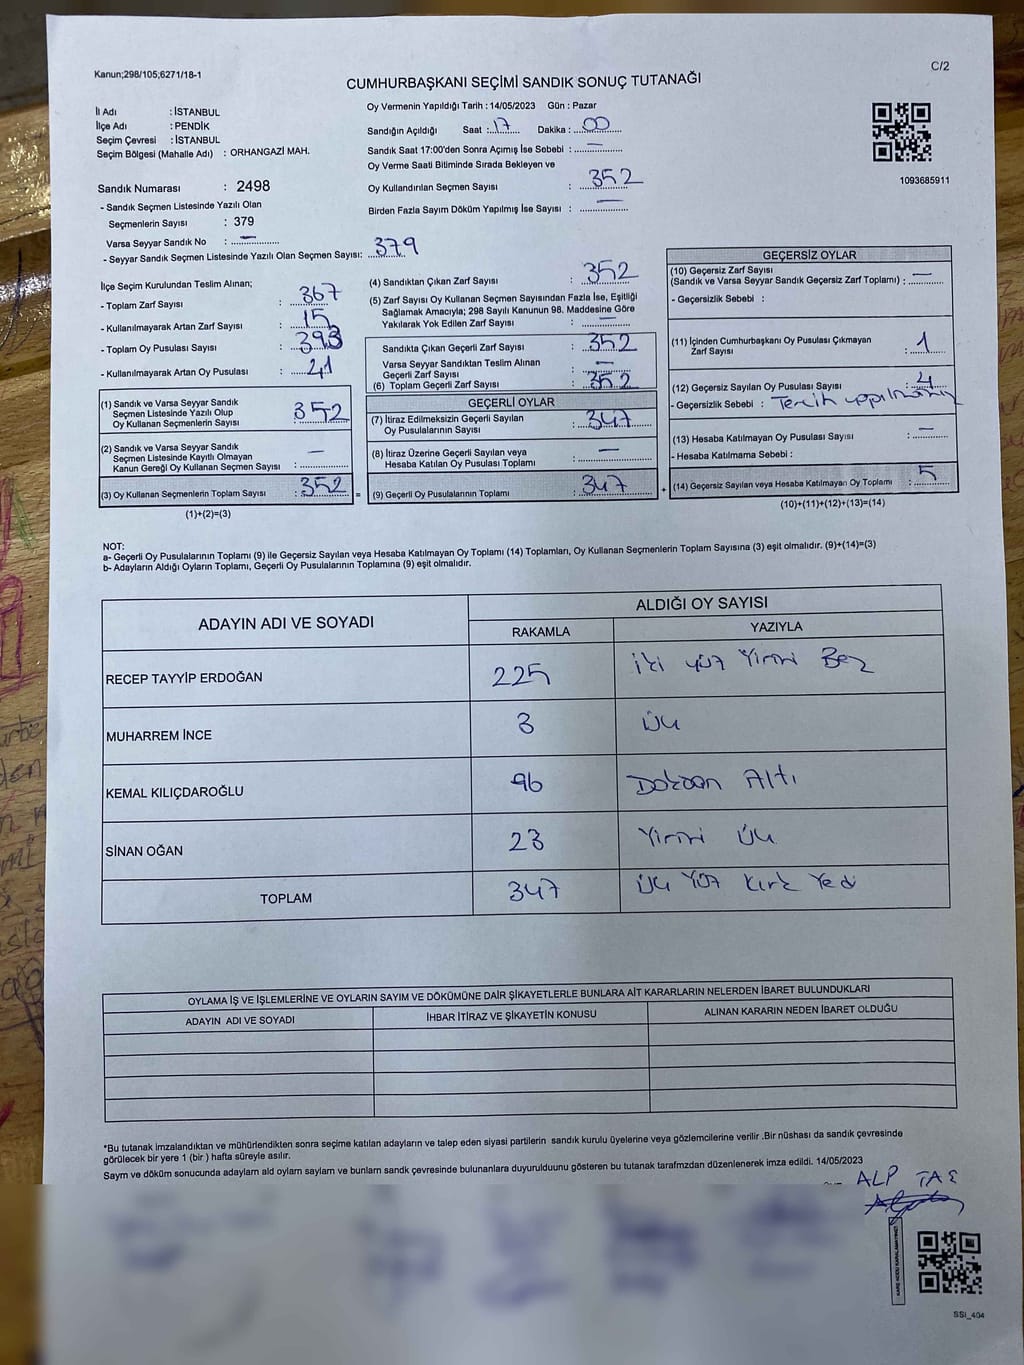 Kanun;298/105;6271/18-1
C/2
CUMHURBAŞKANI SEÇİMİ SANDIK SONUÇ TUTANAĞI
İl Adı : İSTANBUL
İlçe Adı : PENDİK
Seçim Çevresi : İSTANBUL
Seçim Bölgesi (Mahalle Adı) : ORHANGAZİ MAH.
Oy Vermenin Yapıldığı Tarih : 14/05/2023 Gün : Pazar
Sandığın Açıldığı Saat : 17 Dakika : 00
Sandık Saat 17:00'den Sonra Açımış İse Sebebi : —
Oy Verme Saati Bitiminde Sırada Bekleyen ve
Oy Kullandırılan Seçmen Sayısı : 352
Birden Fazla Sayım Döküm Yapılmış İse Sayısı : —
1093685911
Sandık Numarası : 2498
- Sandık Seçmen Listesinde Yazılı Olan
Seçmenlerin Sayısı : 379
Varsa Seyyar Sandık No : —
- Seyyar Sandık Seçmen Listesinde Yazılı Olan Seçmen Sayısı: 379
İlçe Seçim Kurulundan Teslim Alınan;
- Toplam Zarf Sayısı : 367
- Kullanılmayarak Artan Zarf Sayısı : 15
- Toplam Oy Pusulası Sayısı : 393
- Kullanılmayarak Artan Oy Pusulası : 41
(1) Sandık ve Varsa Seyyar Sandık
Seçmen Listesinde Yazılı Olup
Oy Kullanan Seçmenlerin Sayısı 352
(2) Sandık ve Varsa Seyyar Sandık
Seçmen Listesinde Kayıtlı Olmayan
Kanun Gereği Oy Kullanan Seçmen Sayısı : —
(3) Oy Kullanan Seçmenlerin Toplam Sayısı : 352 =
(1)+(2)=(3)
(4) Sandıktan Çıkan Zarf Sayısı : 352
(5) Zarf Sayısı Oy Kullanan Seçmen Sayısından Fazla İse, Eşitliği
Sağlamak Amacıyla; 298 Sayılı Kanunun 98. Maddesine Göre
Yakılarak Yok Edilen Zarf Sayısı : —
Sandıkta Çıkan Geçerli Zarf Sayısı : 352
Varsa Seyyar Sandıktan Teslim Alınan
Geçerli Zarf Sayısı : —
(6) Toplam Geçerli Zarf Sayısı : 352
GEÇERLİ OYLAR
(7) İtiraz Edilmeksizin Geçerli Sayılan
Oy Pusulalarının Sayısı : 347
(8) İtiraz Üzerine Geçerli Sayılan veya
Hesaba Katılan Oy Pusulası Toplamı : —
(9) Geçerli Oy Pusulalarının Toplamı : 347 +
GEÇERSİZ OYLAR
(10) Geçersiz Zarf Sayısı
(Sandık ve Varsa Seyyar Sandık Geçersiz Zarf Toplamı) : —
- Geçersizlik Sebebi :
(11) İçinden Cumhurbaşkanı Oy Pusulası Çıkmayan
Zarf Sayısı : 1
(12) Geçersiz Sayılan Oy Pusulası Sayısı : 4
- Geçersizlik Sebebi : Tercih
(13) Hesaba Katılmayan Oy Pusulası Sayısı : —
- Hesaba Katılmama Sebebi :
(14) Geçersiz Sayılan veya Hesaba Katılmayan Oy Toplamı : 5
(10)+(11)+(12)+(13)=(14)
NOT:
a- Geçerli Oy Pusulalarının Toplamı (9) ile Geçersiz Sayılan veya Hesaba Katılmayan Oy Toplamı (14) Toplamları, Oy Kullanan Seçmenlerin Toplam Sayısına (3) eşit olmalıdır. (9)+(14)=(3)
b- Adayların Aldığı Oyların Toplamı, Geçerli Oy Pusulalarının Toplamına (9) eşit olmalıdır.
ADAYIN ADI VE SOYADI ALDIĞI OY SAYISI
RAKAMLA YAZIYLA
RECEP TAYYİP ERDOĞAN 225 İki yüz Yirmi Beş
MUHARREM İNCE 3 Üç
KEMAL KILIÇDAROĞLU 96 Doksan Altı
SİNAN OĞAN 23 Yirmi Üç
TOPLAM 347 Üç Yüz Kırk Yedi
OYLAMA İŞ VE İŞLEMLERİNE VE OYLARIN SAYIM VE DÖKÜMÜNE DAİR ŞİKAYETLERLE BUNLARA AİT KARARLARIN NELERDEN İBARET BULUNDUKLARI
ADAYIN ADI VE SOYADI İHBAR İTİRAZ VE ŞİKAYETİN KONUSU ALINAN KARARIN NEDEN İBARET OLDUĞU
*Bu tutanak imzalandıktan ve mühürlendikten sonra seçime katılan adayların ve talep eden siyasi partilerin sandık kurulu üyelerine veya gözlemcilerine verilir .Bir nüshası da sandık çevresinde
görülecek bir yere 1 (bir ) hafta süreyle asılır.
Saym ve döküm sonucunda adaylarn ald oylarn saylarn ve bunlarn sandk çevresinde bulunanlara duyurulduunu gösteren bu tutanak tarafmzdan düzenlenerek imza edildi. 14/05/2023
ALP TAŞ
SSI_404